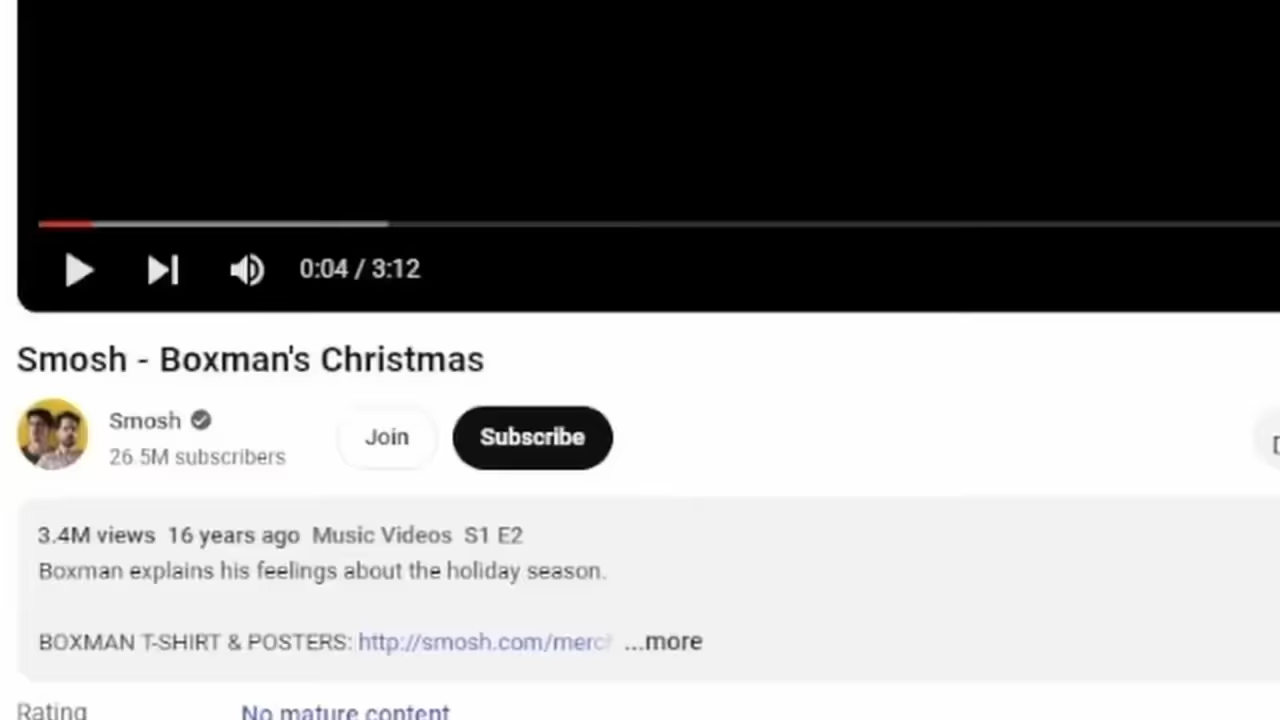 0:04 / 3:12
Smosh - Boxman's Christmas
Smosh
26.5M subscribers
Join
Subscribe
3.4M views 16 years ago Music Videos S1 E2
Boxman explains his feelings about the holiday season.
BOXMAN T-SHIRT & POSTERS: http://smosh.com/merch ...more
Rating No mature content